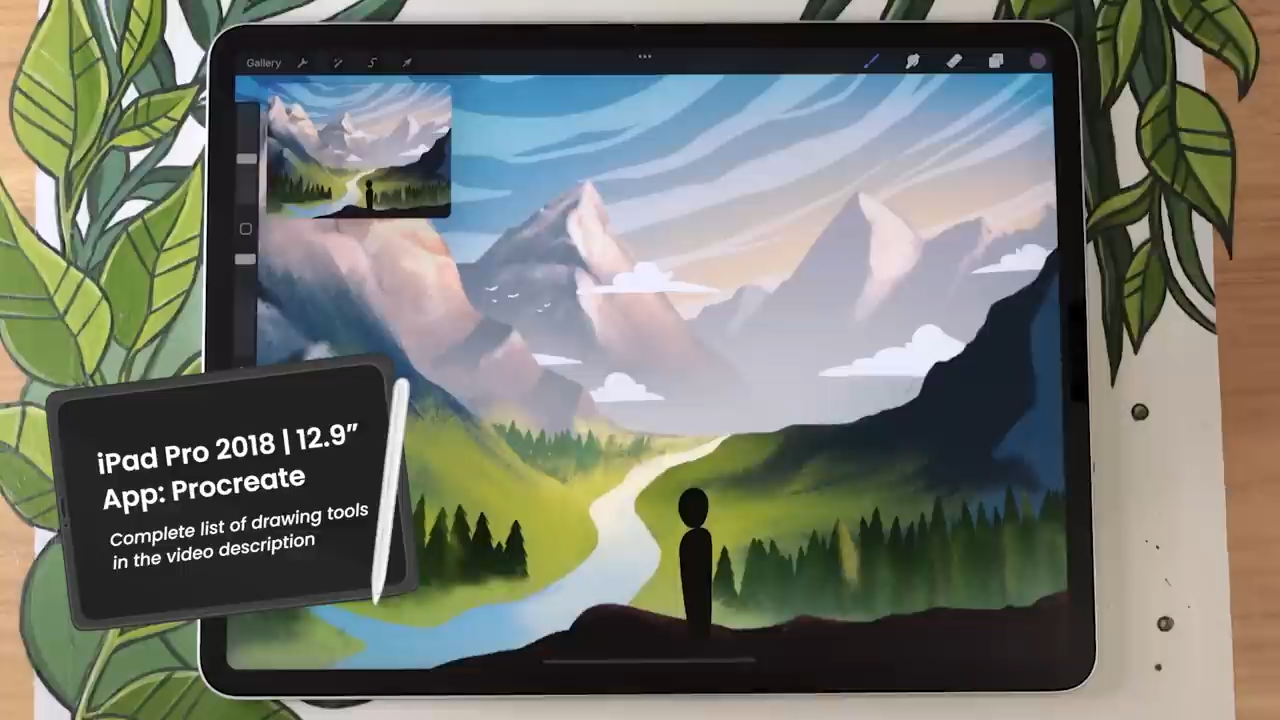 Gallery
iPad Pro 2018 | 12.9”
App: Procreate
Complete list of drawing tools
in the video description